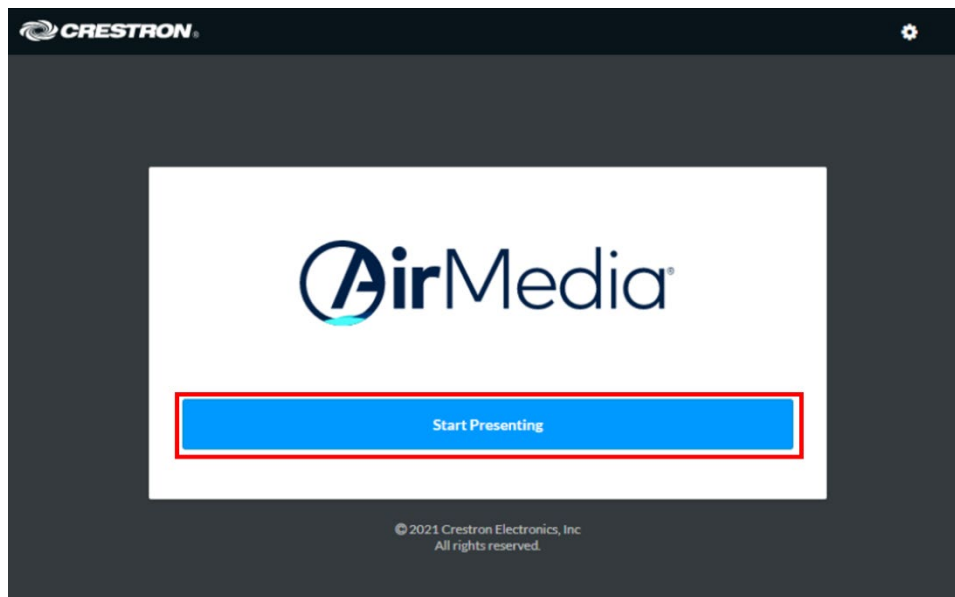 CRESTRON®
AirMedia®
Start Presenting
© 2021 Crestron Electronics, Inc
All rights reserved.